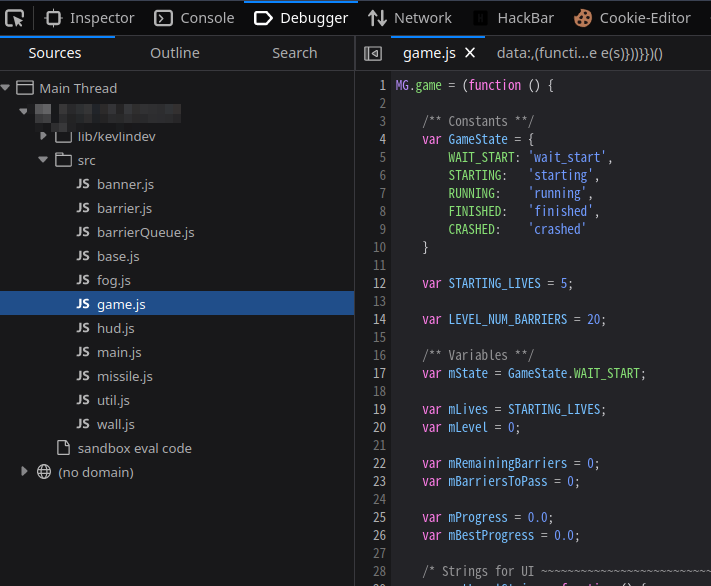 Inspector Console Debugger Network HackBar Cookie-Editor
Sources Outline Search
game.js data:,(functi...e e(s)}))}})()
Main Thread
lib/kevlindev
src
JS banner.js
JS barrier.js
JS barrierQueue.js
JS base.js
JS fog.js
JS game.js
JS hud.js
JS main.js
JS missile.js
JS util.js
JS wall.js
sandbox eval code
(no domain)
1 MG.game = (function () {
2
3 /** Constants **/
4 var GameState = {
5 WAIT_START: 'wait_start',
6 STARTING: 'starting',
7 RUNNING: 'running',
8 FINISHED: 'finished',
9 CRASHED: 'crashed'
10 }
11
12 var STARTING_LIVES = 5;
13
14 var LEVEL_NUM_BARRIERS = 20;
15
16 /** Variables **/
17 var mState = GameState.WAIT_START;
18
19 var mLives = STARTING_LIVES;
20 var mLevel = 0;
21
22 var mRemainingBarriers = 0;
23 var mBarriersToPass = 0;
24
25 var mProgress = 0.0;
26 var mBestProgress = 0.0;
27
28 /* Strings for UI ~~~~~~~~~~~~~~~~~~~~~~~~~~